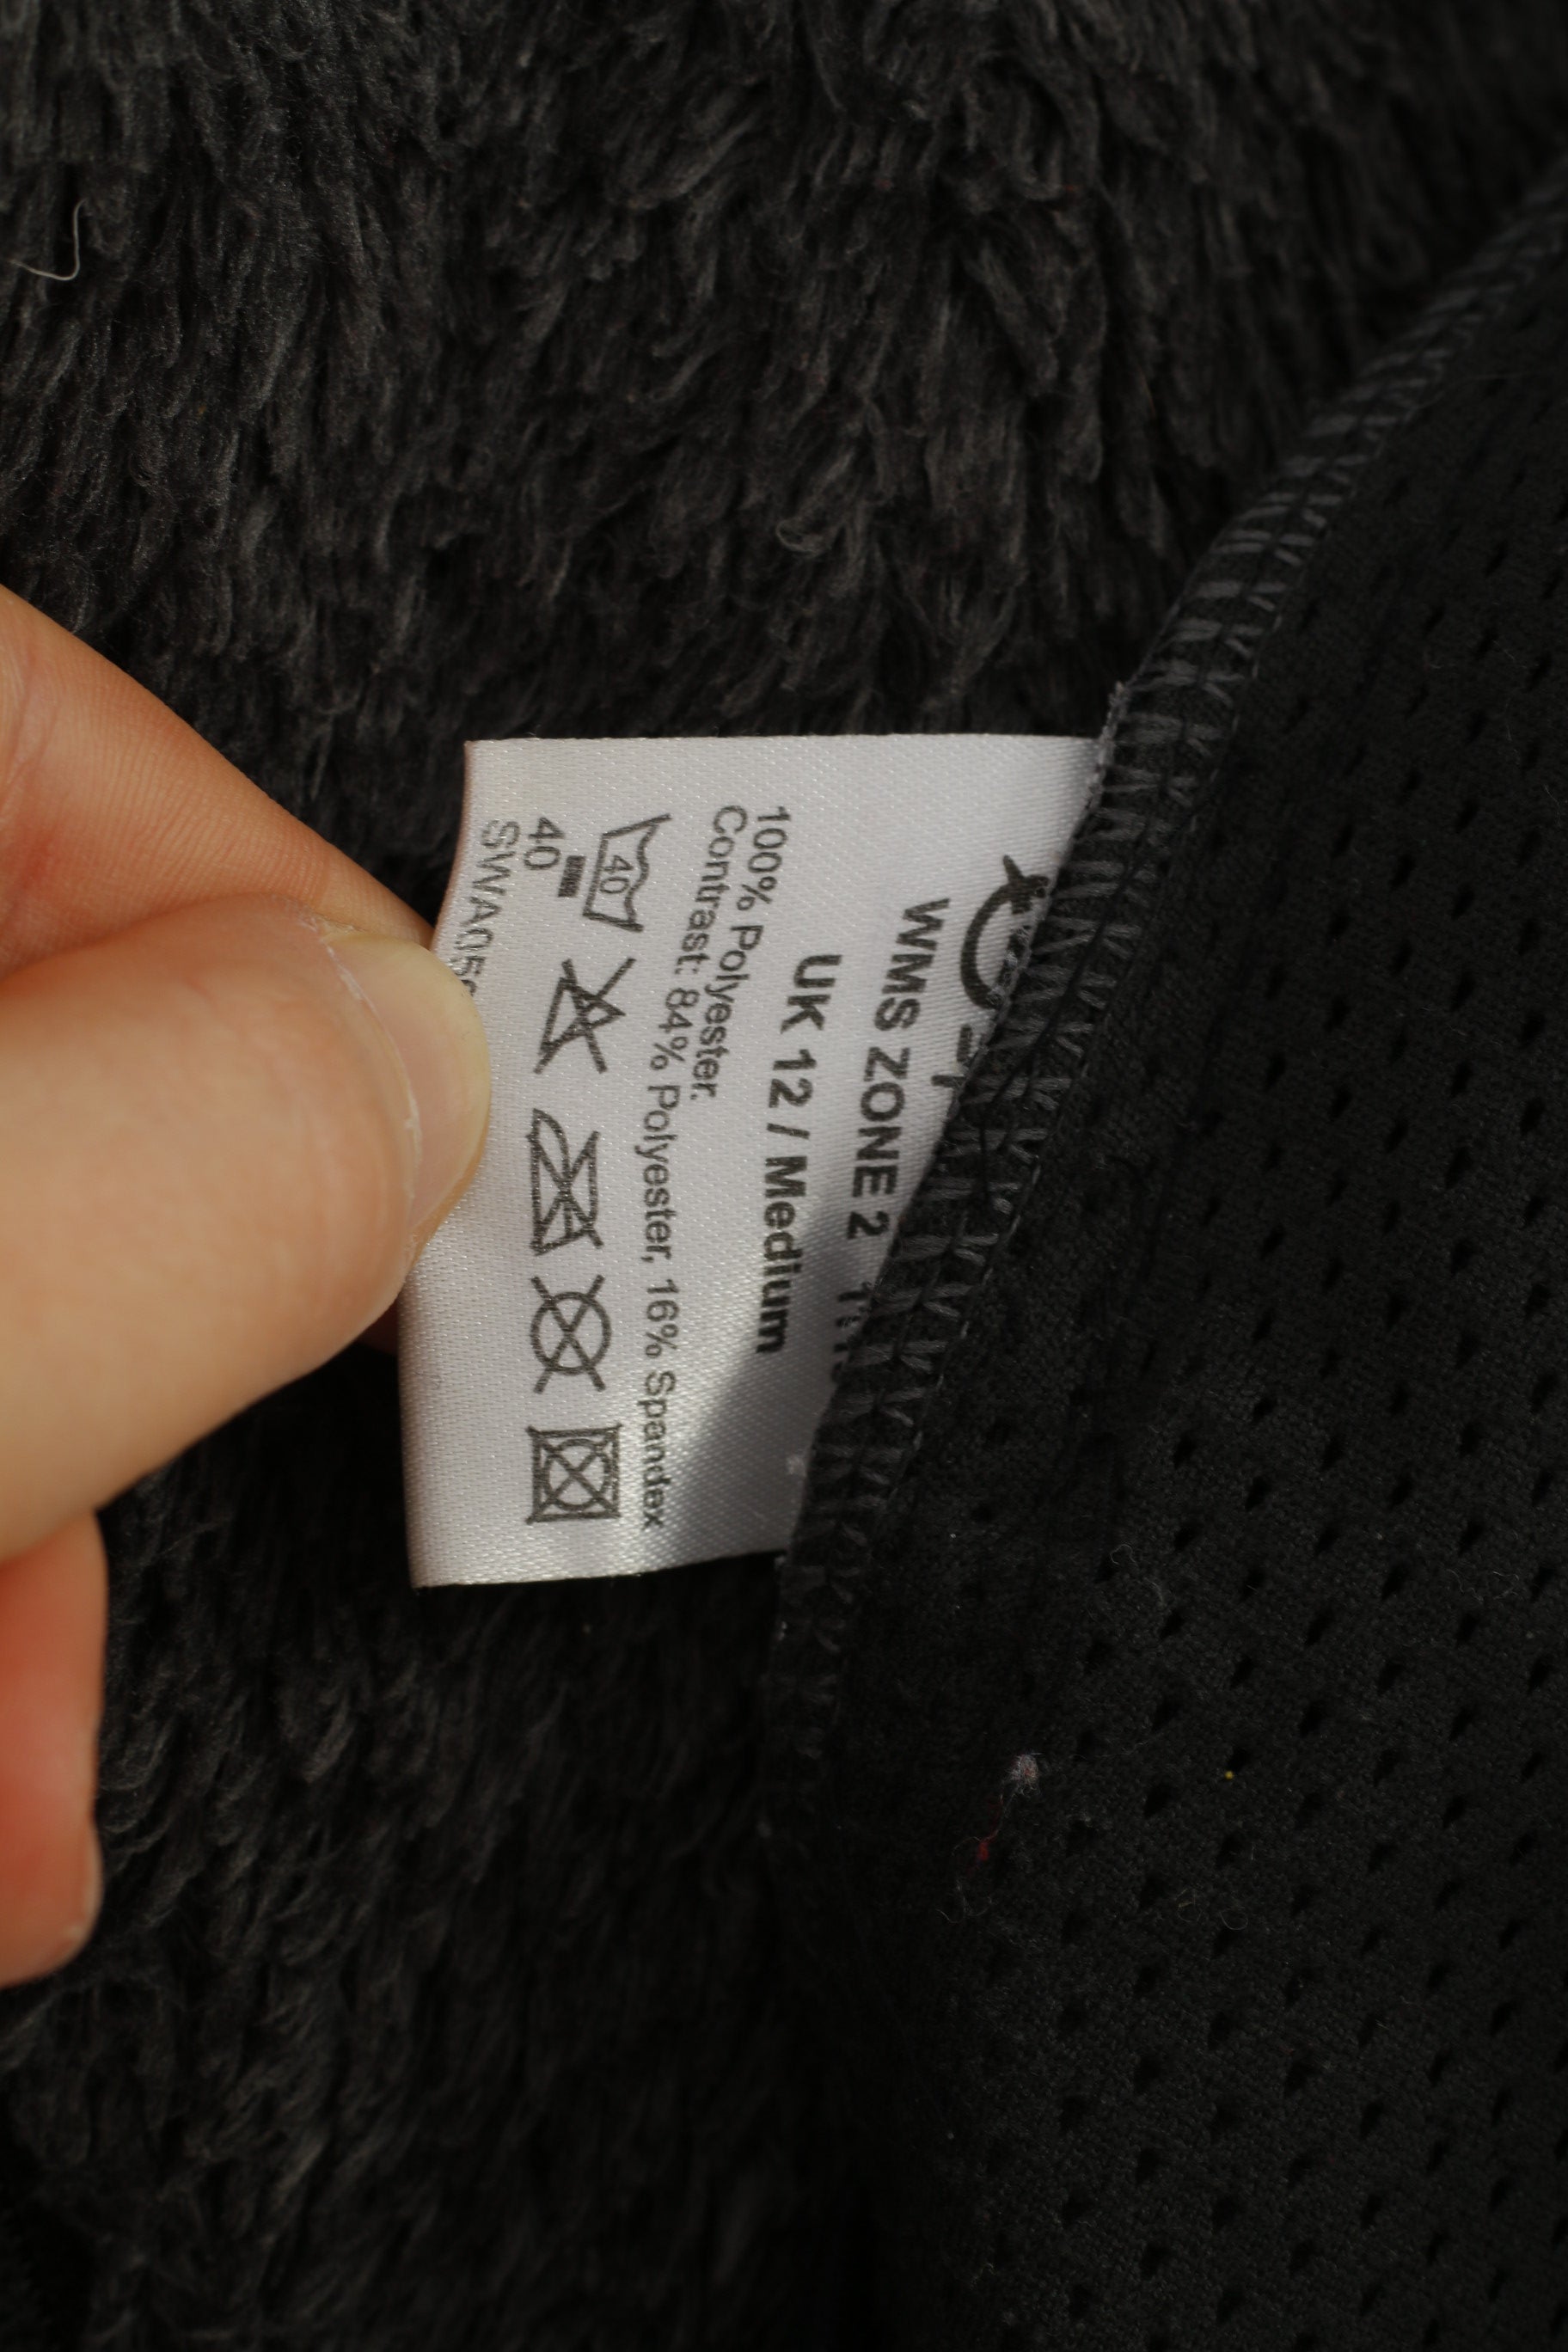 WMS ZONE 2
UK 12 / Medium
100% Polyester.
Contrast: 84% Polyester, 16% Spandex
40
40